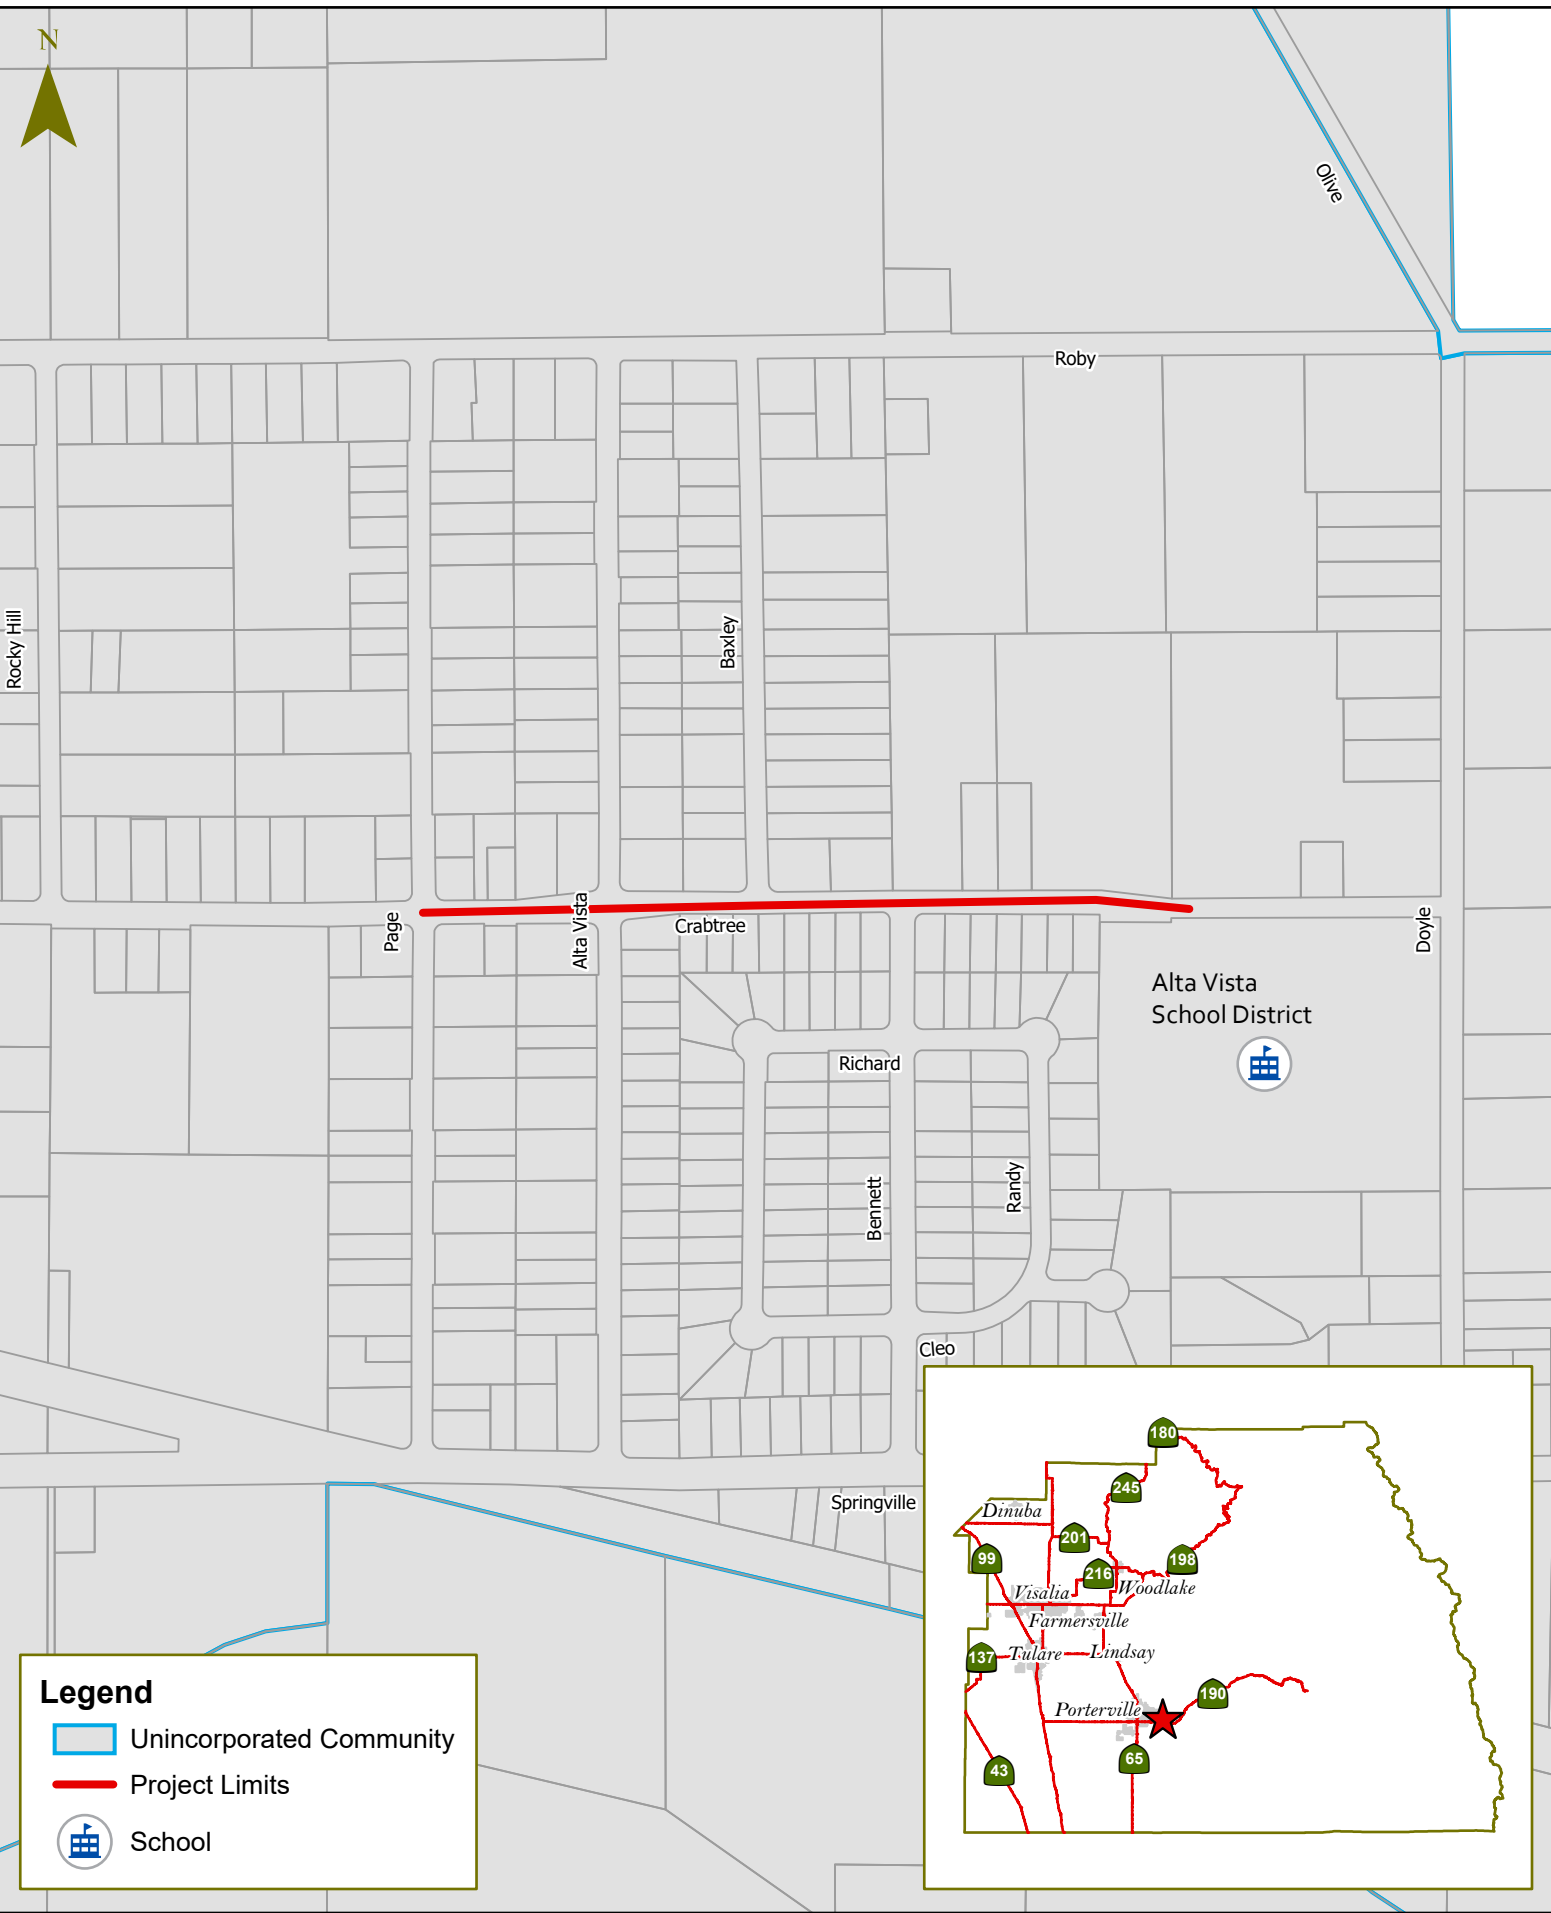 N
Olive
Roby
Rocky Hill
Baxley
Page
Alta Vista
Crabtree
Doyle
Alta Vista
School District
Richard
Bennett
Randy
Cleo
Springville
180
245
Dinuba
201
99
216
198
Visalia
Woodlake
Farmersville
137
Tulare
Lindsay
190
Porterville
65
43
Legend
Unincorporated Community
Project Limits
School